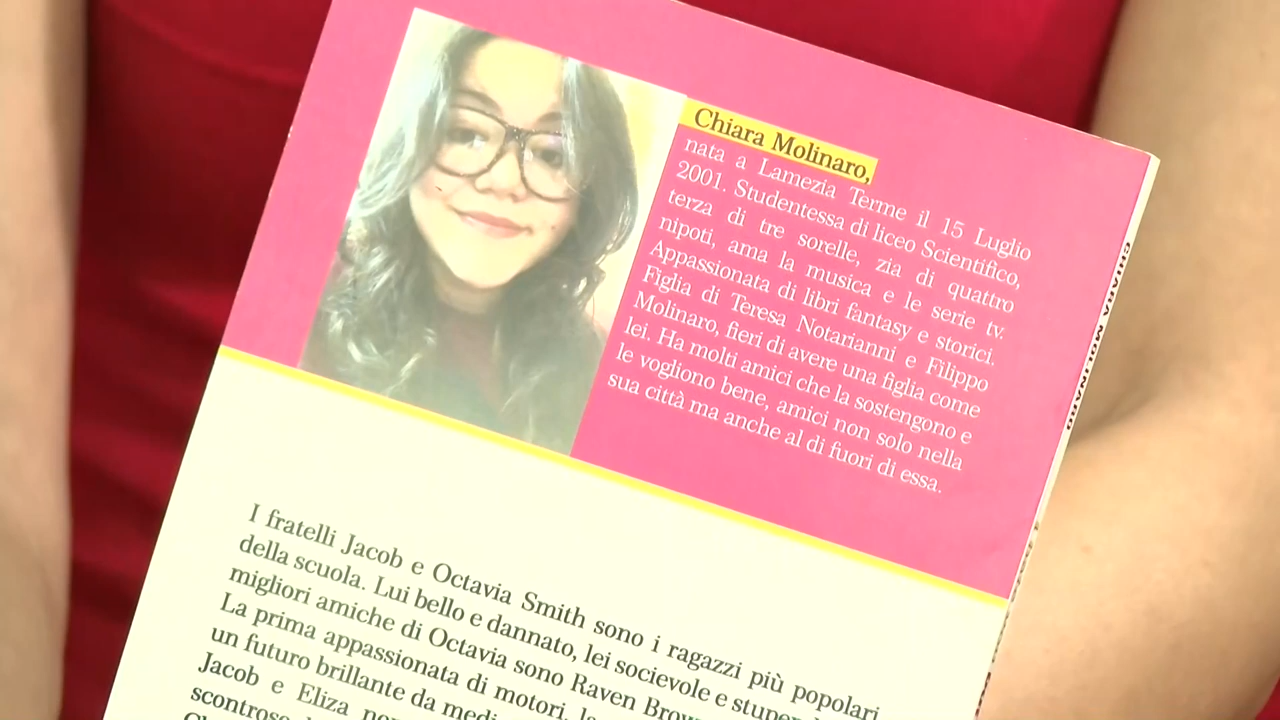 Chiara Molinaro,
nata a Lamezia Terme il 15 Luglio
2001. Studentessa di liceo Scientifico,
terza di tre sorelle, zia di quattro
nipoti, ama la musica e le serie tv.
Appassionata di libri fantasy e storici.
Figlia di Teresa Notarianni e Filippo
Molinaro, fieri di avere una figlia come
lei. Ha molti amici che la sostengono e
le vogliono bene, amici non solo nella
sua città ma anche al di fuori di essa.
CHIARA MOLINARO
I fratelli Jacob e Octavia Smith sono i ragazzi più popolari
della scuola. Lui bello e dannato, lei socievole e
migliori amiche di Octavia sono Raven
La prima appassionata di motori,
un futuro brillante da
Jacob e Eliza